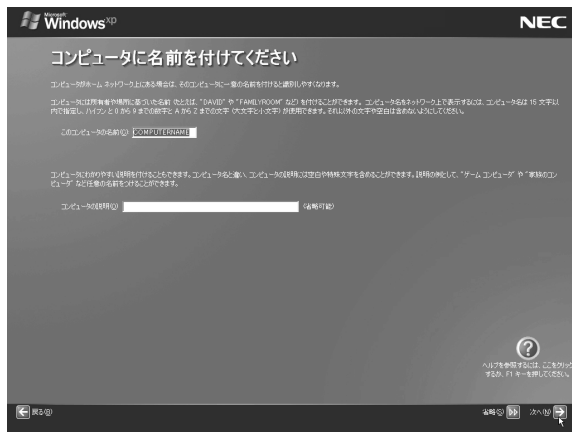 Microsoft
Windows xp
NEC
コンピュータに名前を付けてください
コンピュータがホーム ネットワーク上にある場合は、そのコンピュータに一意の名前を付けると識別しやすくなります。
コンピュータには所有者や場所に基づいた名前 (たとえば、"DAVID" や "FAMILYROOM" など) を付けることができます。コンピュータ名をネットワーク上で表示するには、コンピュータ名は 15 文字以
内で指定し、ハイフンと 0 から 9 までの数字と A から Z までの文字 (大文字と小文字) が使用できます。それ以外の文字や空白は含めないようにしてください。
このコンピュータの名前(C): COMPUTERNAME
コンピュータにわかりやすい説明を付けることもできます。コンピュータ名と違い、コンピュータの説明には空白や特殊文字を含めることができます。説明の例として、"ゲーム コンピュータ" や "家族のコン
ピュータ" など任意の名前をつけることができます。
コンピュータの説明(O): (省略可能)
?
ヘルプを参照するには、ここをクリック
するか、F1 キーを押してください。
戻る(B)
省略(S)
次へ(N)